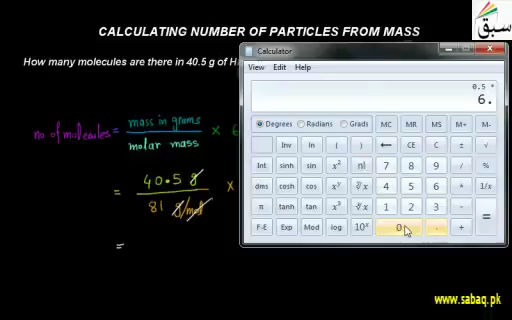 CALCULATING NUMBER OF PARTICLES FROM MASS
سبق
How many molecules are there in 40.5 g of H
Calculator
View Edit Help
0.5 *
6.
Degrees Radians Grads MC MR MS M+ M-
Inv ln ( ) ← CE C ± √
Int sinh sin x² n! 7 8 9 / %
dms cosh cos xʸ ʸ√x 4 5 6 * 1/x
π tanh tan x³ ³√x 1 2 3 - =
F-E Exp Mod log 10ˣ 0 . +
no of molecules = mass in grams / molar mass × 6
= 40.5 g / 81 g/mol ×
=
www.sabaq.pk